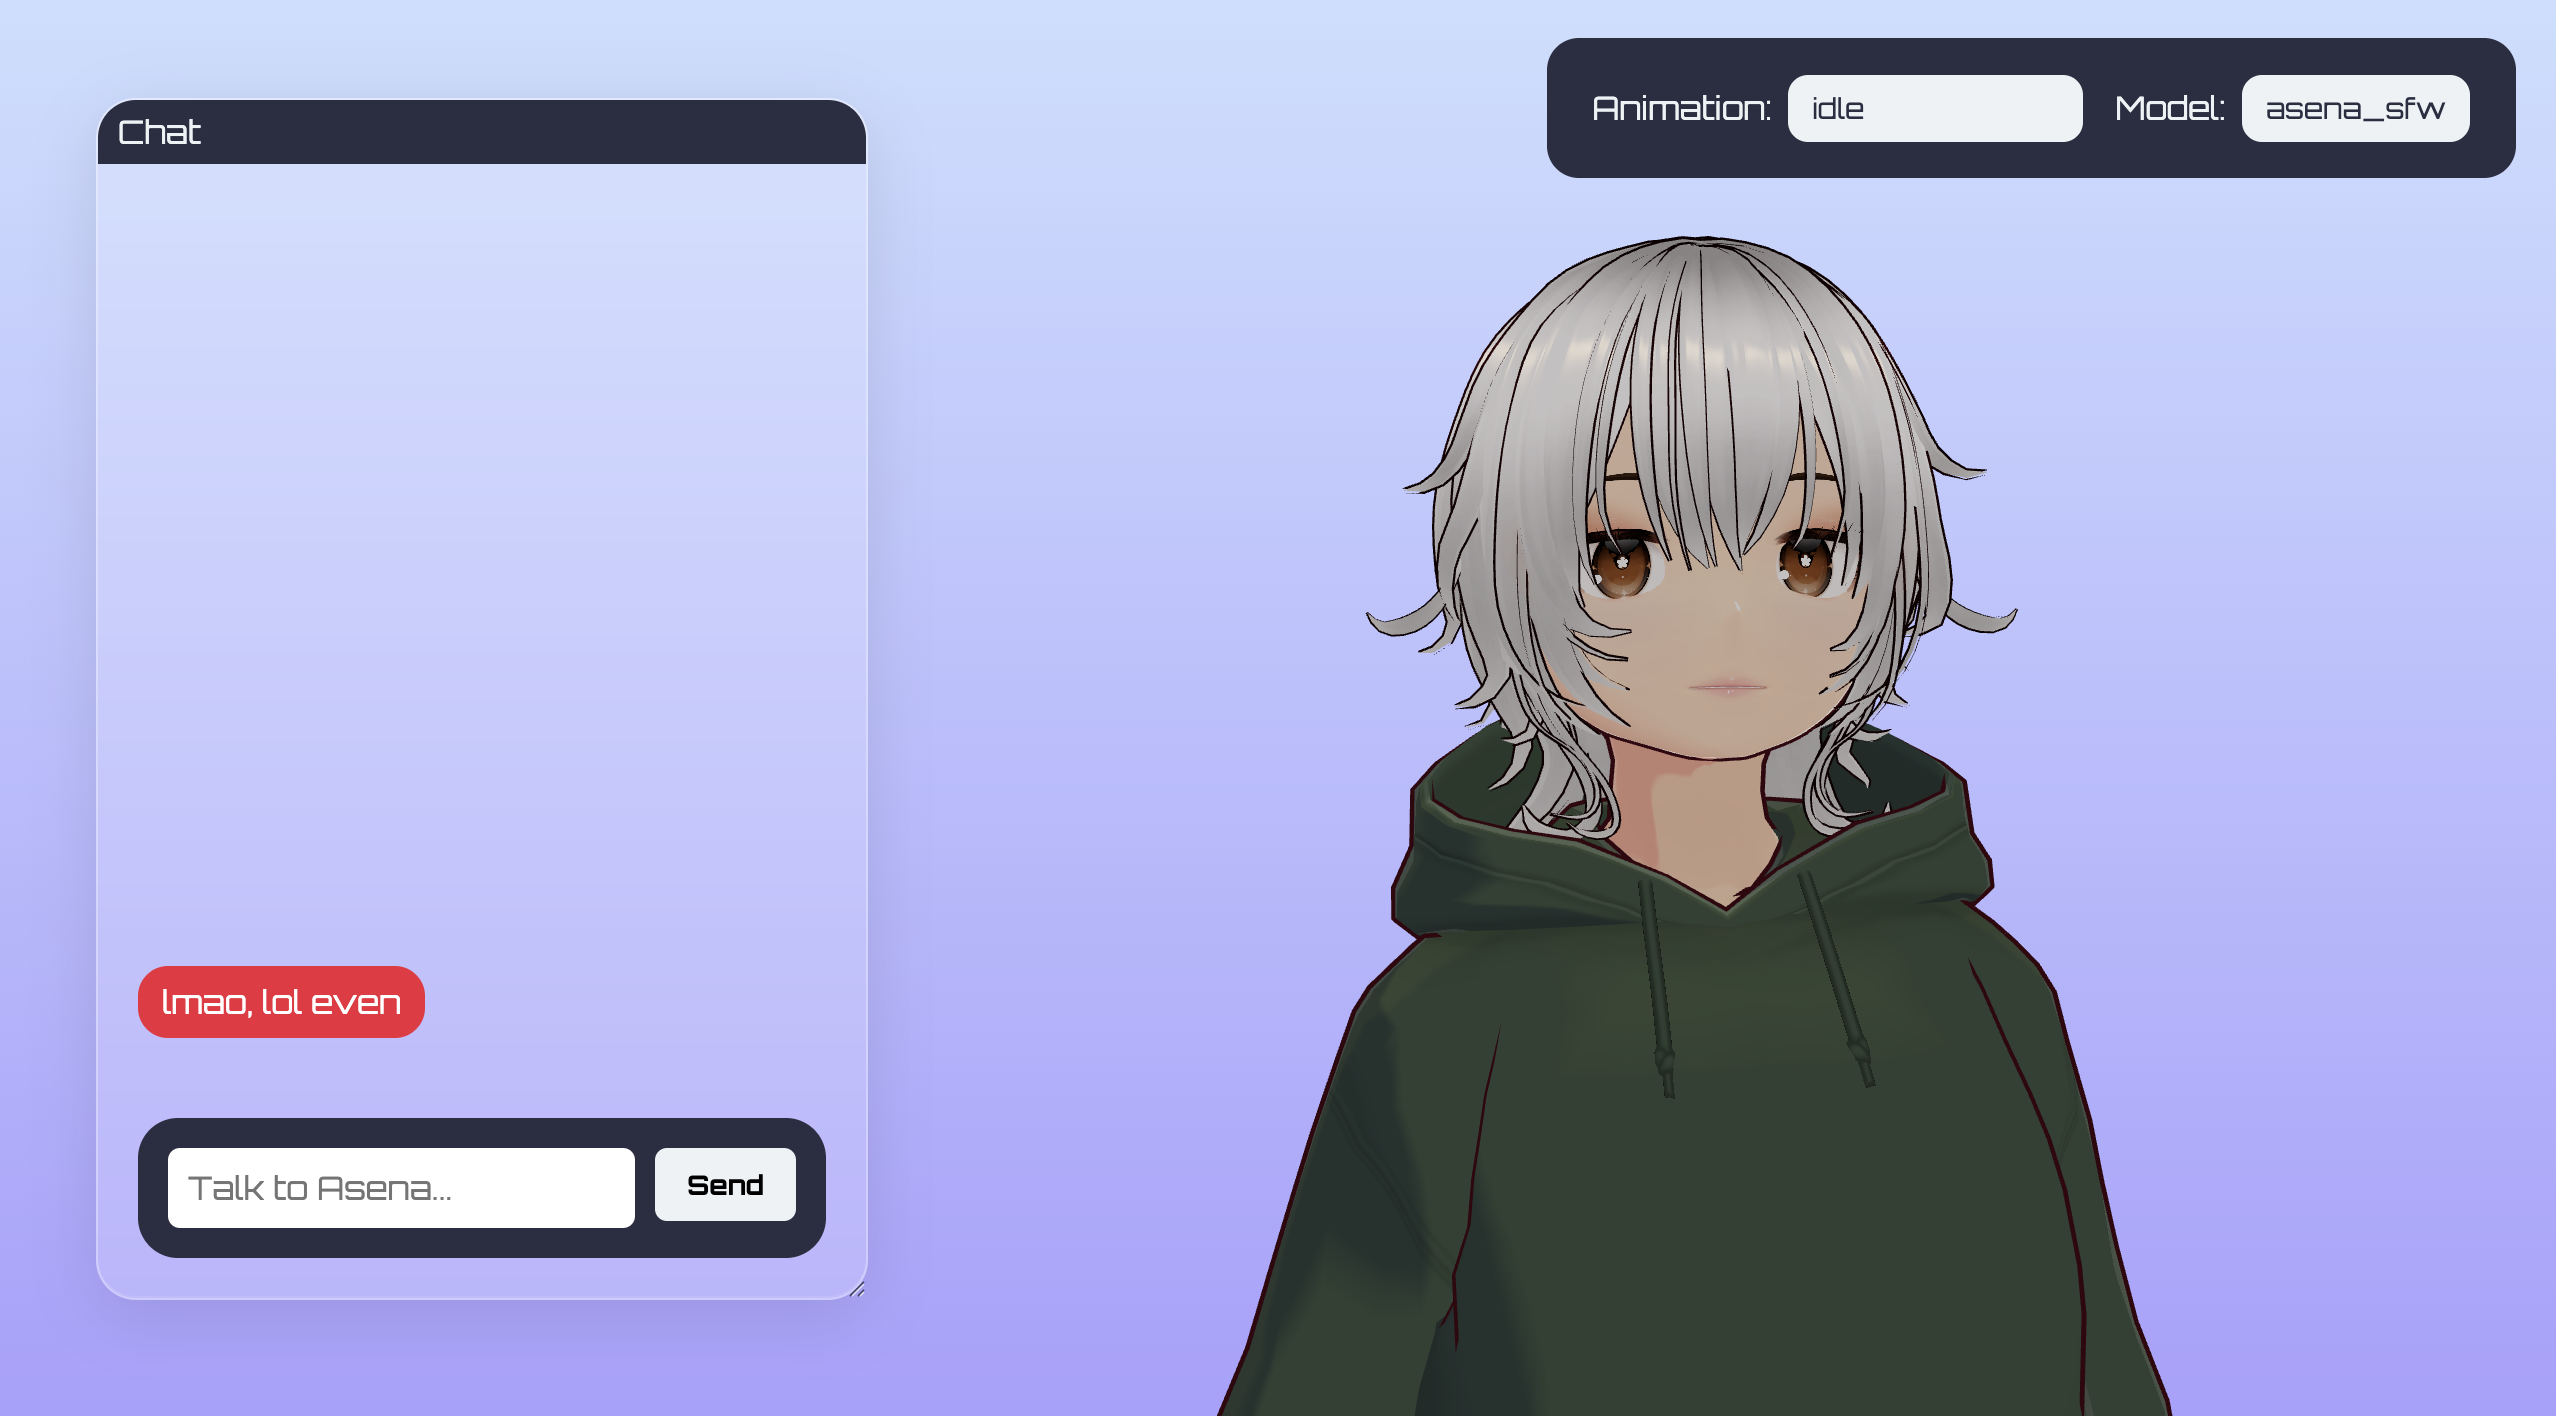 Animation: idle Model: asena_sfw
Chat
lmao, lol even
Talk to Asena...
Send